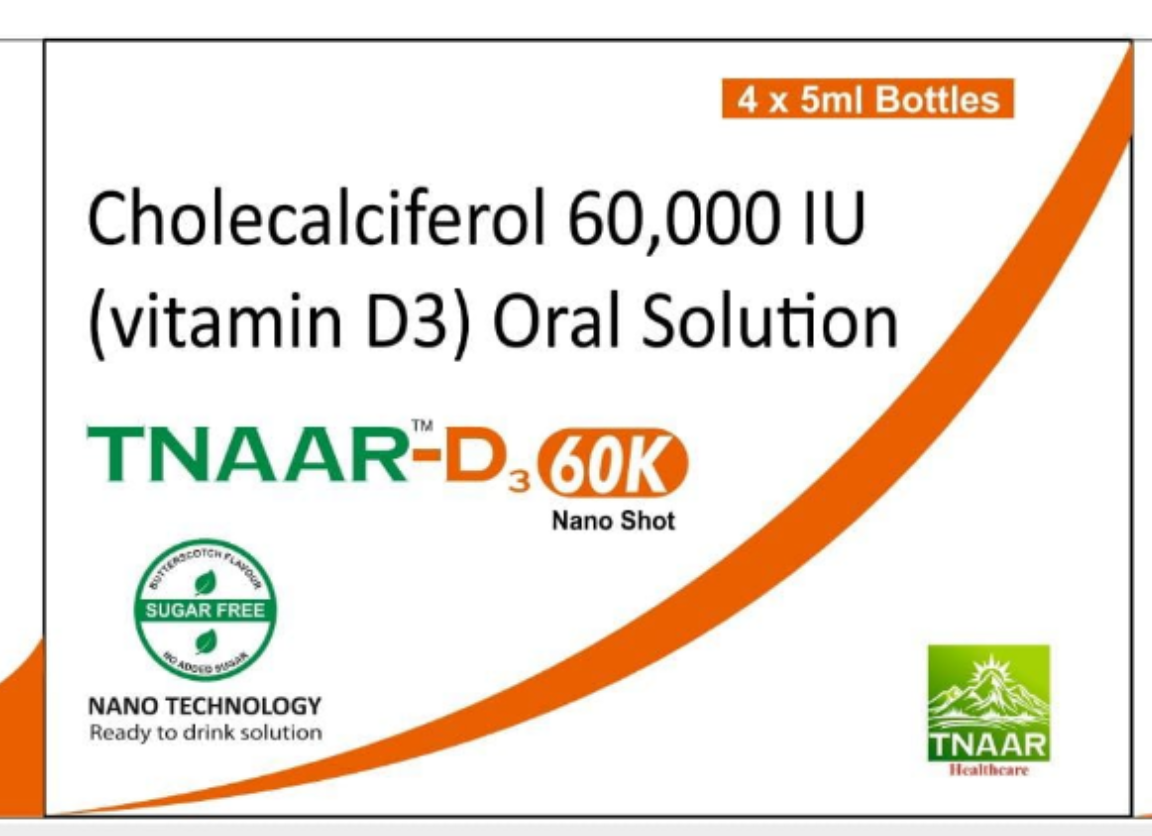 4 x 5ml Bottles
Cholecalciferol 60,000 IU
(vitamin D3) Oral Solution
TNAAR™-D3 60K
Nano Shot
BUTTERSCOTCH FLAVOUR
SUGAR FREE
NO ADDED SUGAR
NANO TECHNOLOGY
Ready to drink solution
TNAAR
Healthcare